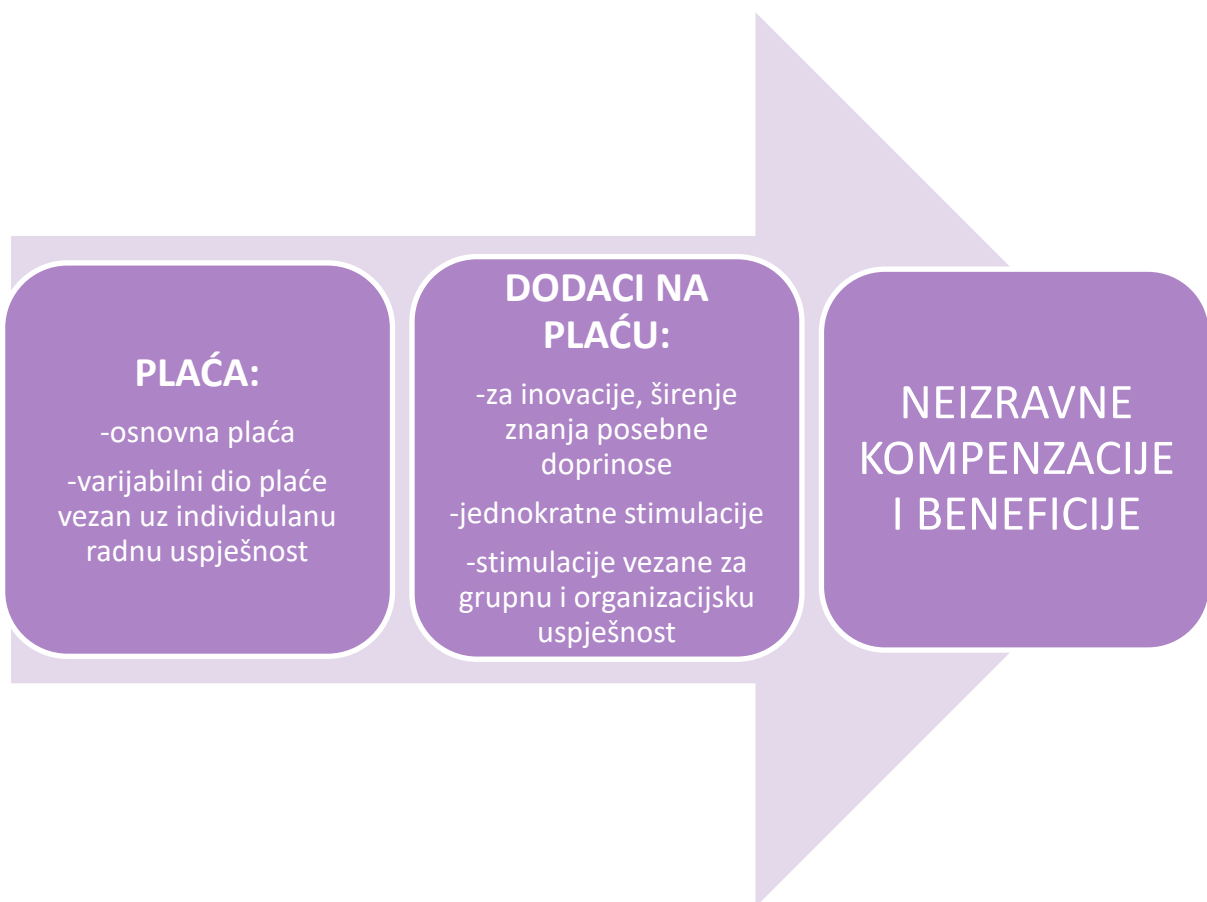 PLAĆA:
-osnovna plaća
-varijabilni dio plaće
vezan uz individulanu
radnu uspješnost
DODACI NA
PLAĆU:
-za inovacije, širenje
znanja posebne
doprinose
-jednokratne stimulacije
-stimulacije vezane za
grupnu i organizacijsku
uspješnost
NEIZRAVNE
KOMPENZACIJE
I BENEFICIJE